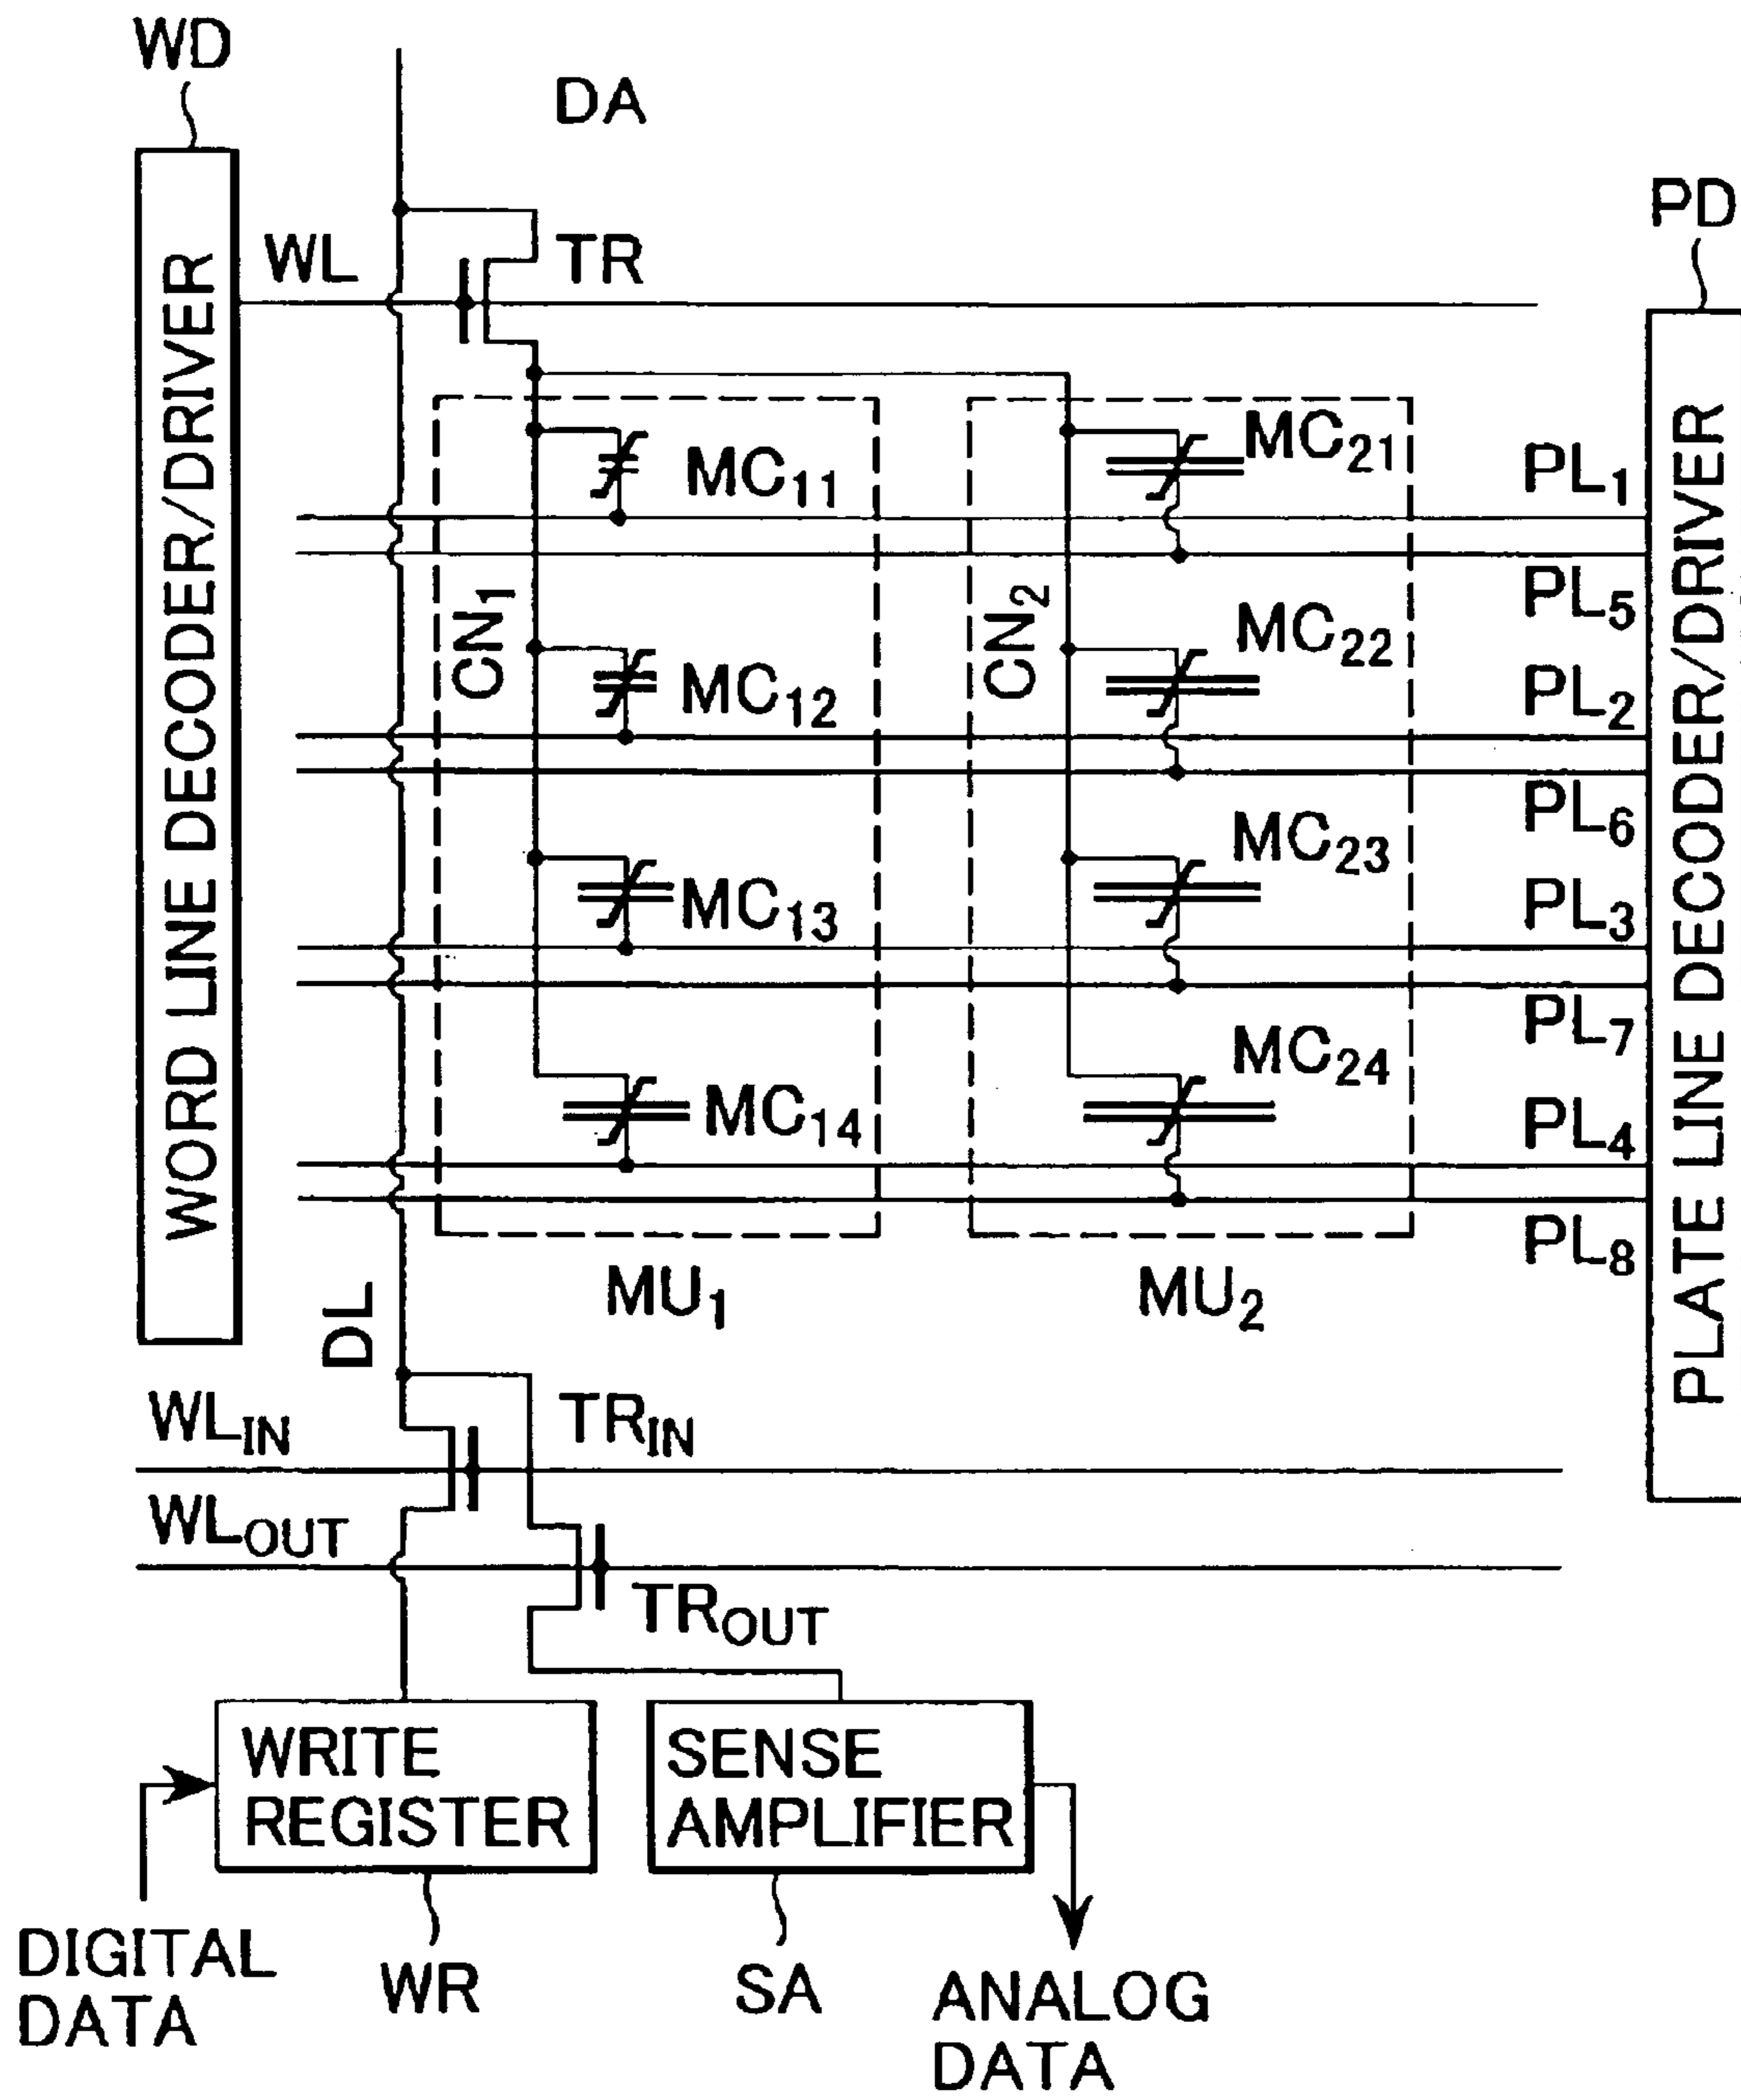 WD
DA
PD
WORD LINE DECODER/DRIVER
WL
TR
PLATE LINE DECODER/DRIVER
MC11
MC21
PL1
CN1
CN2
PL5
MC12
MC22
PL2
PL6
MC13
MC23
PL3
PL7
MC14
MC24
PL4
PL8
MU1
MU2
DL
WLIN
TRIN
WLOUT
TROUT
WRITE
REGISTER
SENSE
AMPLIFIER
DIGITAL
DATA
WR
SA
ANALOG
DATA